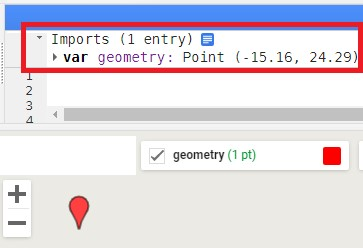 Imports (1 entry)
var geometry: Point (-15.16, 24.29)
1
2
3
4
geometry (1 pt)
+
−